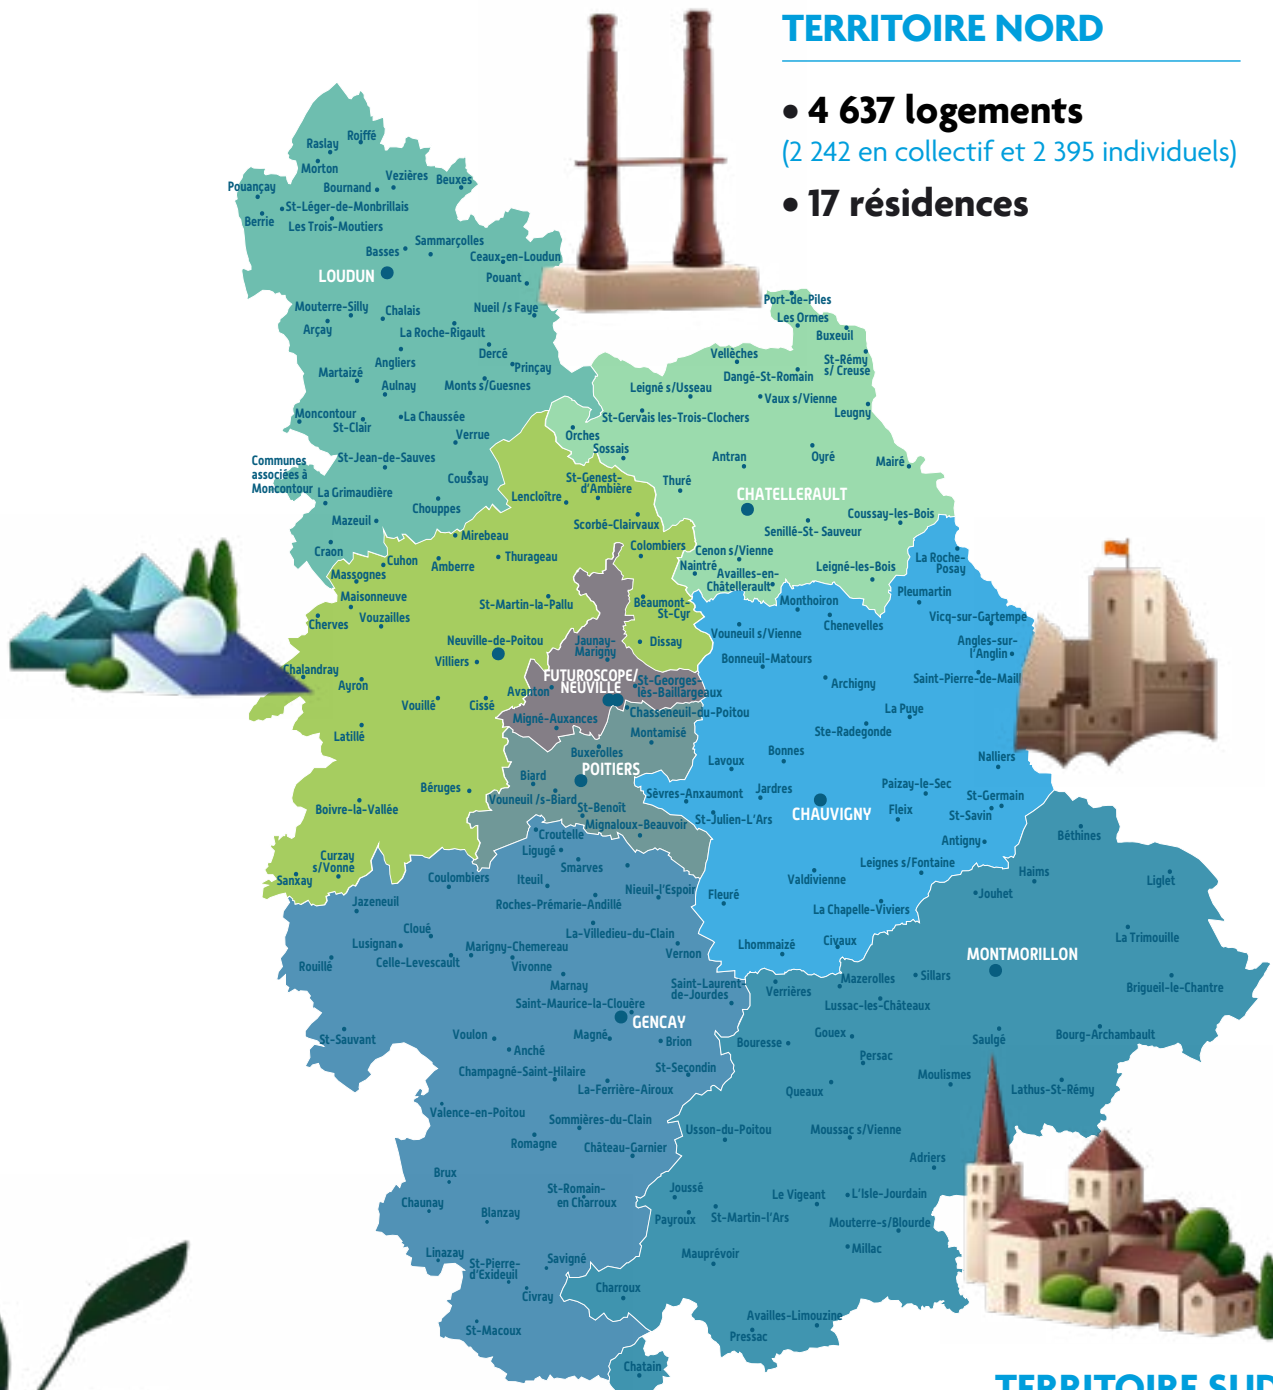 TERRITOIRE NORD
• 4 637 logements
(2 242 en collectif et 2 395 individuels)
• 17 résidences
Roiffé
Raslay
Morton
Vezières
Beuxes
Pouançay
Bournand
St-Léger-de-Monbrillais
Berrie
Les Trois-Moutiers
Sammarçolles
Basses
Ceaux-en-Loudun
LOUDUN
Pouant
Mouterre-Silly
Chalais
Nueil /s Faye
Arçay
La Roche-Rigault
Dercé
Angliers
Prinçay
Martaizé
Aulnay
Monts s/Guesnes
Moncontour
La Chaussée
St-Clair
Verrue
Communes
associées à
Moncontour
St-Jean-de-Sauves
Coussay
La Grimaudière
Chouppes
Mazeuil
Craon
Port-de-Piles
Les Ormes
Buxeuil
Vellèches
St-Rémy
s/ Creuse
Dangé-St-Romain
Leigné s/Usseau
Vaux s/Vienne
Leugny
St-Gervais les-Trois-Clochers
Orches
Sossais
Antran
Oyré
Mairé
Thuré
CHATELLERAULT
Coussay-les-Bois
Senillé-St- Sauveur
Cenon s/Vienne
Naintré
Availles-en-
Châtellerault
Leigné-les-Bois
St-Genest-
d'Ambière
Lencloître
Scorbé-Clairvaux
Mirebeau
Colombiers
Cuhon
Amberre
Thurageau
Massognes
Maisonneuve
St-Martin-la-Pallu
Beaumont-
St-Cyr
Cherves
Vouzailles
Neuville-de-Poitou
Dissay
Villiers
Chalandray
Ayron
Vouillé
Cissé
Latillé
Béruges
Boivre-la-Vallée
Curzay
s/Vonne
Sanxay
Jaunay-
Marigny
FUTUROSCOPE/
NEUVILLE
St-Georges-
lès-Baillargeaux
Avanton
Chasseneuil-du-Poitou
Migné-Auxances
Montamisé
Buxerolles
POITIERS
Biard
Vouneuil /s-Biard
St-Benoît
Mignaloux-Beauvoir
La Roche-
Posay
Pleumartin
Monthoiron
Chenevelles
Vicq-sur-Gartempe
Vouneuil s/Vienne
Angles-sur-
l'Anglin
Bonneuil-Matours
Archigny
Saint-Pierre-de-Maill
La Puye
Ste-Radegonde
Bonnes
Lavoux
Nalliers
Sèvres-Anxaumont
Jardres
Paizay-le-Sec
St-Germain
St-Julien-L'Ars
CHAUVIGNY
Fleix
St-Savin
Antigny
Leignes s/Fontaine
Valdivienne
Fleuré
La Chapelle-Viviers
Lhommaizé
Civaux
Croutelle
Ligugé
Smarves
Coulombiers
Iteuil
Nieuil-l'Espoir
Jazeneuil
Roches-Prémarie-Andillé
Cloué
La-Villedieu-du-Clain
Lusignan
Marigny-Chemereau
Vernon
Rouillé
Celle-Levescault
Vivonne
Marnay
Saint-Laurent-
de-Jourdes
Saint-Maurice-la-Clouère
GENCAY
St-Sauvant
Voulon
Magné
Brion
Anché
Champagné-Saint-Hilaire
St-Secondin
La-Ferrière-Airoux
Valence-en-Poitou
Sommières-du-Clain
Romagne
Château-Garnier
Brux
Chaunay
St-Romain-
en Charroux
Blanzay
Linazay
St-Pierre-
d'Exideuil
Savigné
Civray
St-Macoux
Béthines
Haims
Liglet
Jouhet
La Trimouille
MONTMORILLON
Mazerolles
Sillars
Verrières
Brigueil-le-Chantre
Lussac-les-Châteaux
Gouex
Bouresse
Saulgé
Bourg-Archambault
Persac
Moulismes
Queaux
Lathus-St-Rémy
Usson-du-Poitou
Moussac s/Vienne
Adriers
Joussé
Le Vigeant
L'Isle-Jourdain
Payroux
St-Martin-l'Ars
Mouterre-s/Blourde
Mauprévoir
Millac
Charroux
Availles-Limouzine
Pressac
Chatain
TERRITOIRE SUD